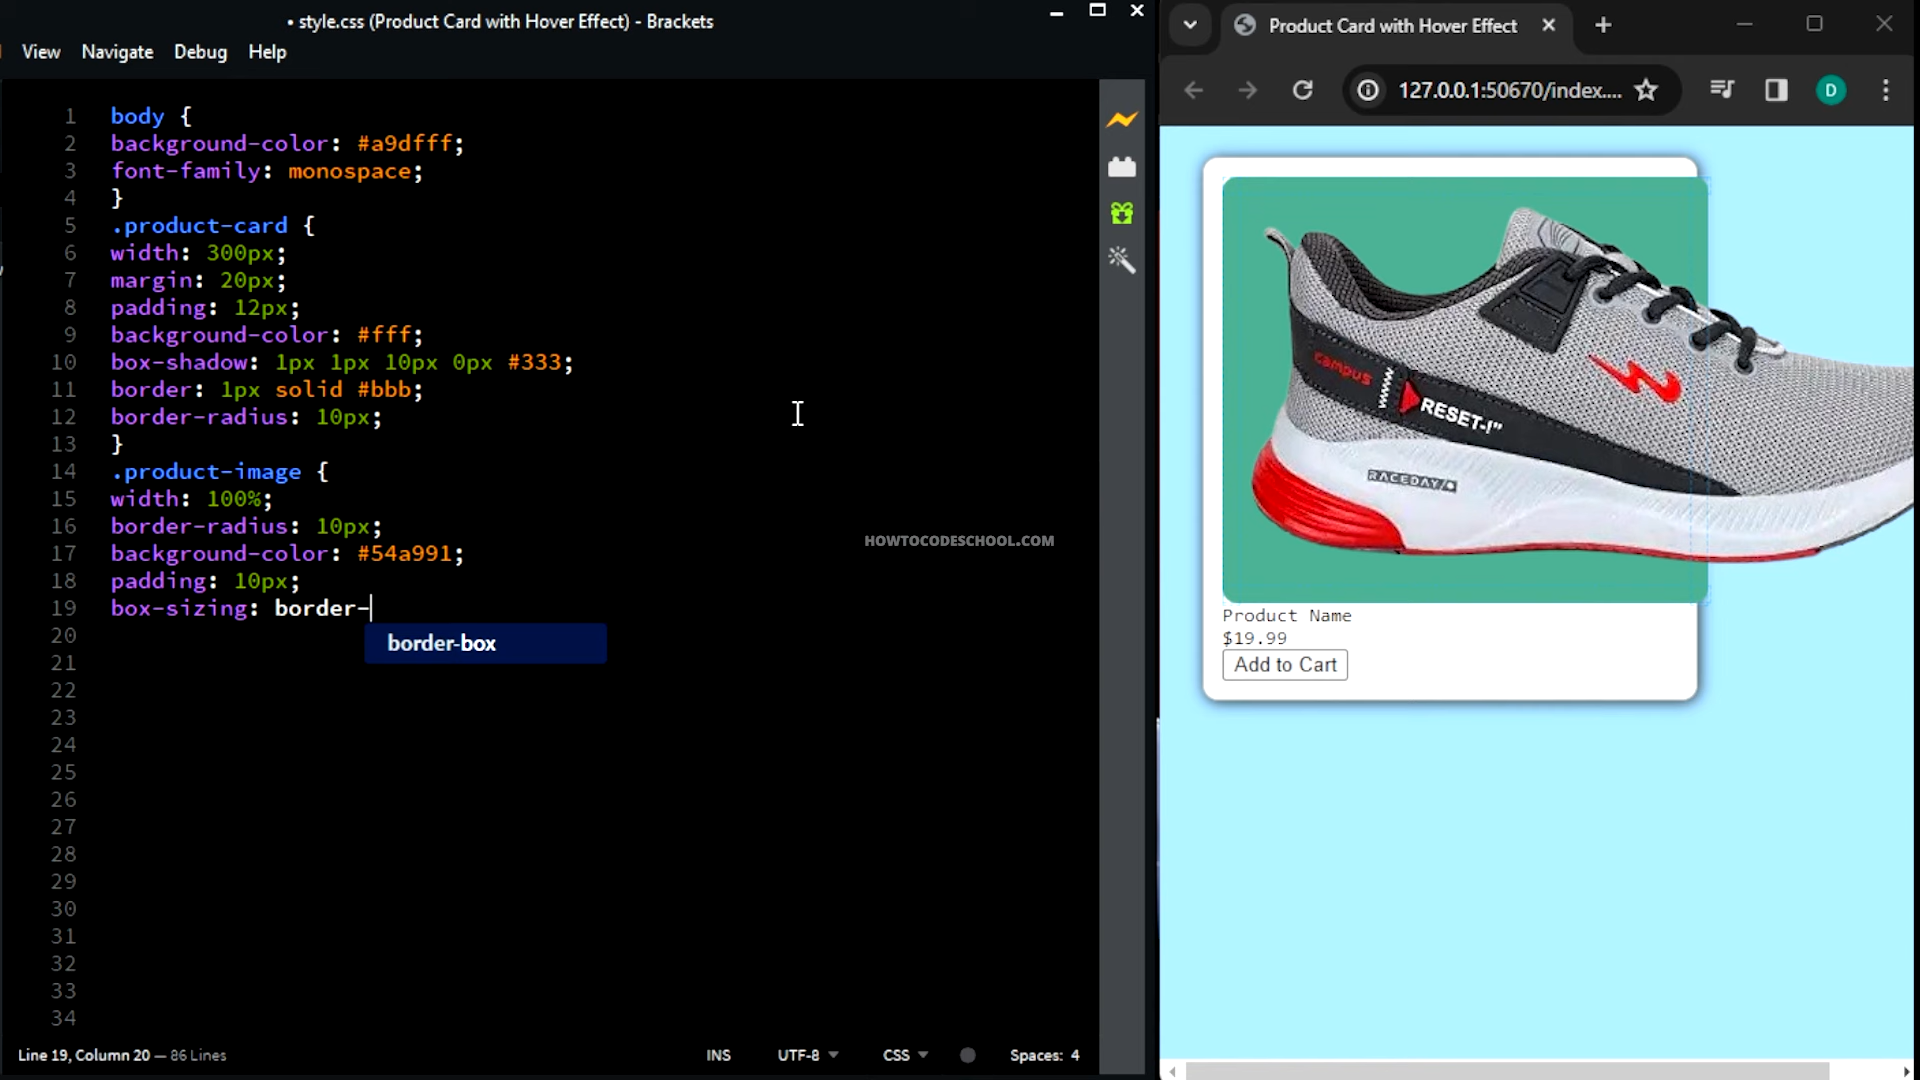 • style.css (Product Card with Hover Effect) - Brackets
View Navigate Debug Help
1 body {
2 background-color: #a9dfff;
3 font-family: monospace;
4 }
5 .product-card {
6 width: 300px;
7 margin: 20px;
8 padding: 12px;
9 background-color: #fff;
10 box-shadow: 1px 1px 10px 0px #333;
11 border: 1px solid #bbb;
12 border-radius: 10px;
13 }
14 .product-image {
15 width: 100%;
16 border-radius: 10px;
17 background-color: #54a991;
18 padding: 10px;
19 box-sizing: border-
20
border-box
21
22
23
24
25
26
27
28
29
30
31
32
33
34
HOWTOCODESCHOOL.COM
Line 19, Column 20 — 86 Lines
INS UTF-8 CSS Spaces: 4
Product Card with Hover Effect
127.0.0.1:50670/index....
D
campus
RESET-!"
RACEDAY/
Product Name
$19.99
Add to Cart